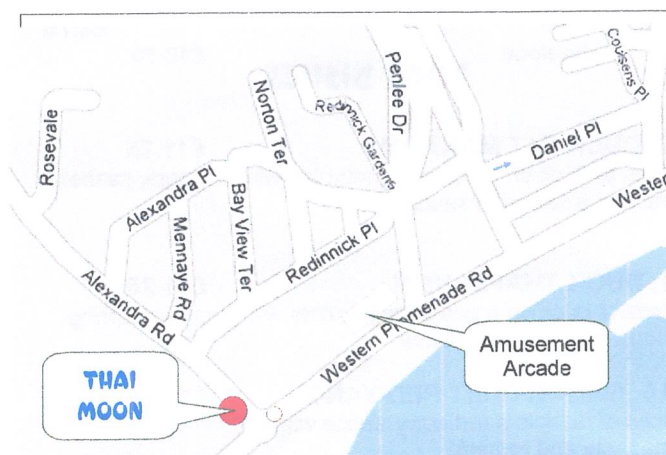 Coulsens Pl
Penlee Dr
Norton Ter
Redinnick Gardens
Rosevale
Daniel Pl
Alexandra Pl
Bay View Ter
Mennaye Rd
Western
Redinnick Pl
Alexandra Rd
Western Promenade Rd
Amusement
Arcade
THAI
MOON